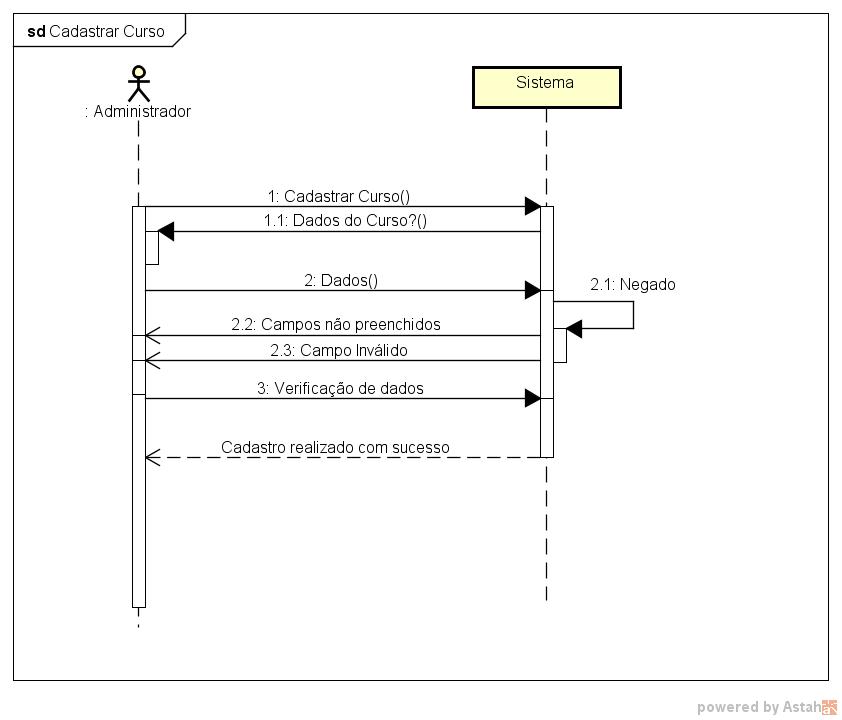 sd Cadastrar Curso
: Administrador
Sistema
1: Cadastrar Curso()
1.1: Dados do Curso?()
2: Dados()
2.1: Negado
2.2: Campos não preenchidos
2.3: Campo Inválido
3: Verificação de dados
Cadastro realizado com sucesso
powered by Astah